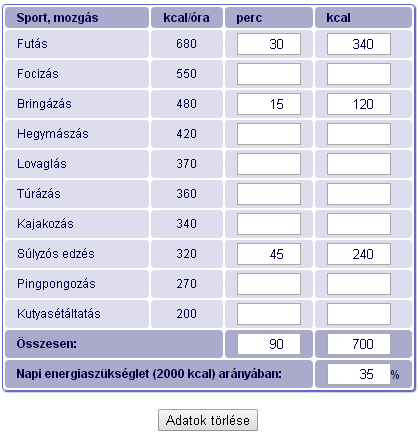 Sport, mozgás kcal/óra perc kcal
Futás 680 30 340
Focizás 550
Bringázás 480 15 120
Hegymászás 420
Lovaglás 370
Túrázás 360
Kajakozás 340
Súlyzós edzés 320 45 240
Pingpongozás 270
Kutyasétáltatás 200
Összesen: 90 700
Napi energiaszükséglet (2000 kcal) arányában: 35 %
Adatok törlése